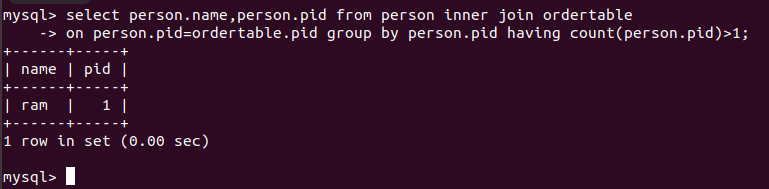 mysql> select person.name,person.pid from person inner join ordertable
    -> on person.pid=ordertable.pid group by person.pid having count(person.pid)>1;
+------+-----+
| name | pid |
+------+-----+
| ram  |   1 |
+------+-----+
1 row in set (0.00 sec)
mysql>